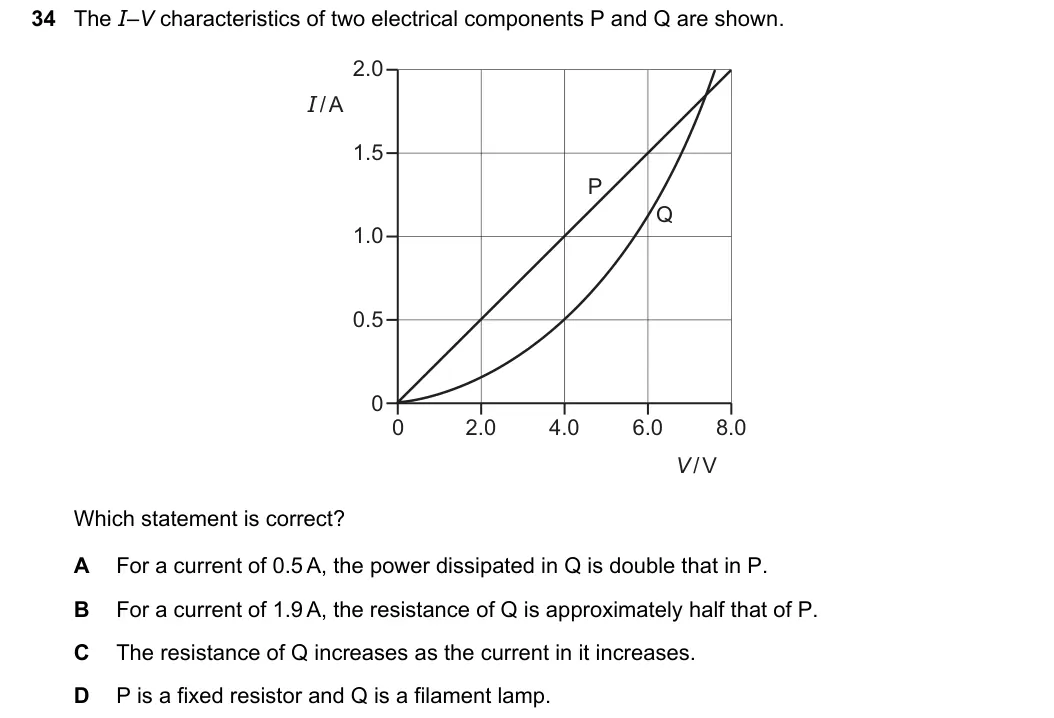 34 The I–V characteristics of two electrical components P and Q are shown.
2.0
I/A
1.5
P
Q
1.0
0.5
0
0 2.0 4.0 6.0 8.0
V/V
Which statement is correct?
A For a current of 0.5 A, the power dissipated in Q is double that in P.
B For a current of 1.9 A, the resistance of Q is approximately half that of P.
C The resistance of Q increases as the current in it increases.
D P is a fixed resistor and Q is a filament lamp.